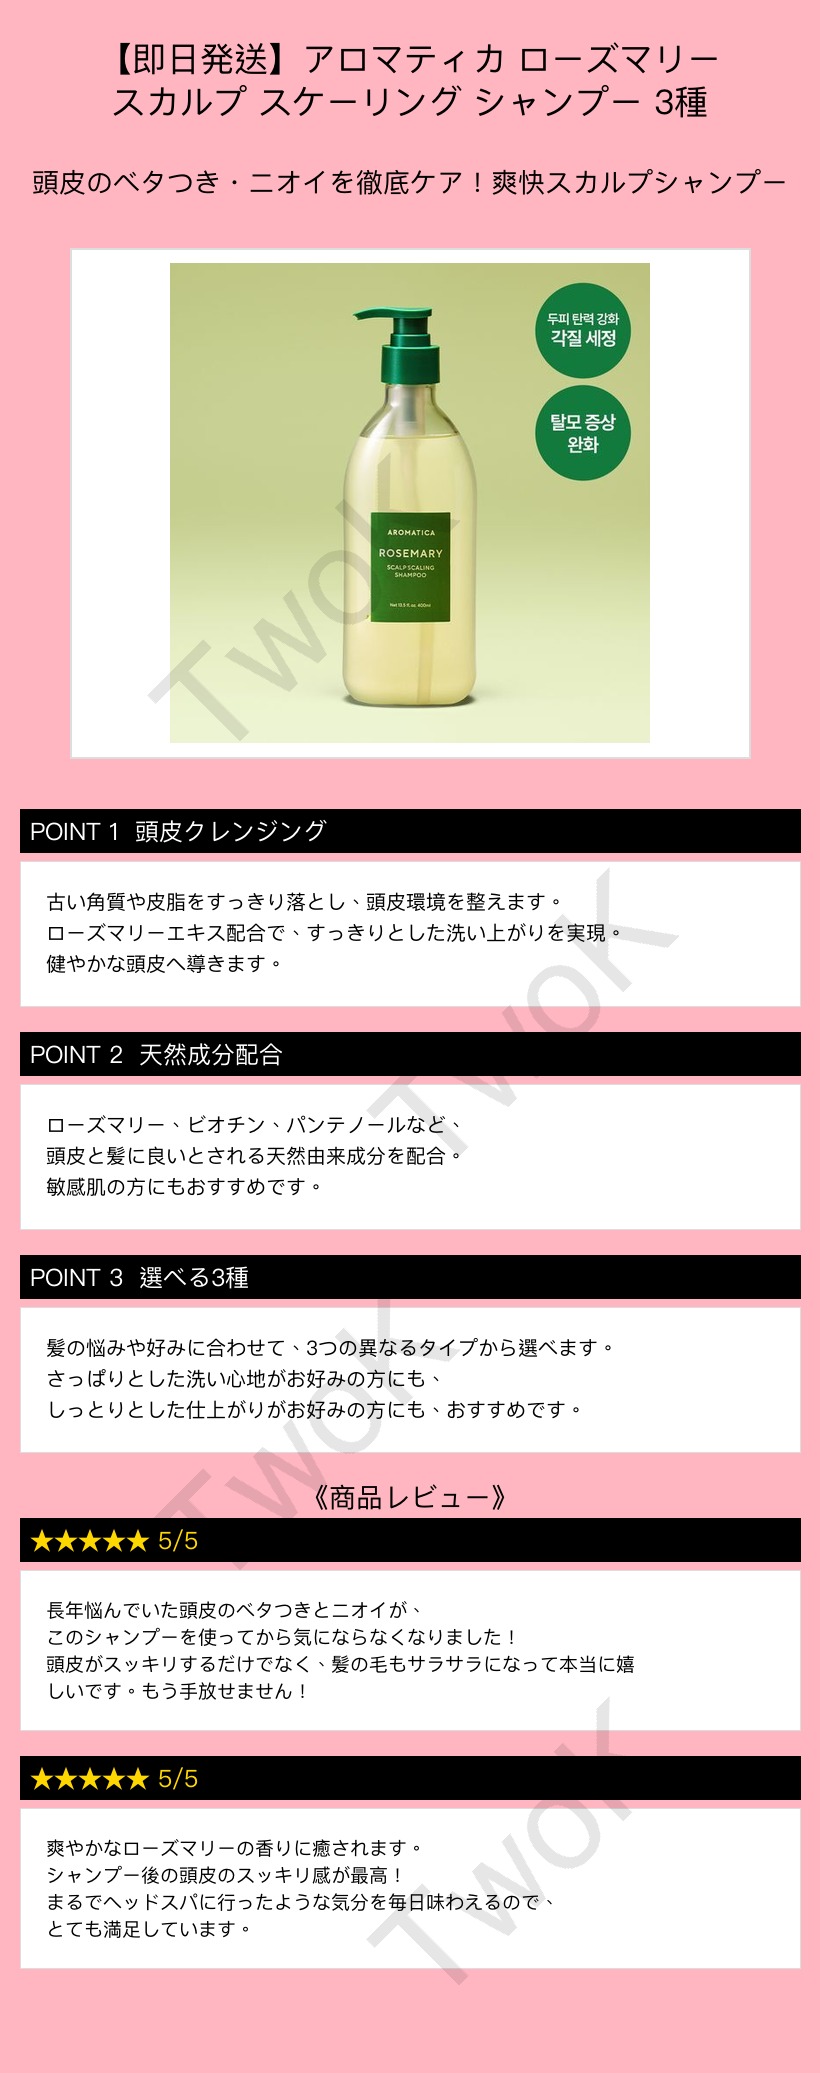 【即日発送】アロマティカ ローズマリー
スカルプ スケーリング シャンプー 3種
頭皮のベタつき・ニオイを徹底ケア！爽快スカルプシャンプー
두피 탄력 강화
각질 세정
탈모 증상
완화
AROMATICA
ROSEMARY
SCALP SCALING
SHAMPOO
Net 13.5 fl. oz. 400ml
TwoK
POINT 1 頭皮クレンジング
古い角質や皮脂をすっきり落とし、頭皮環境を整えます。
ローズマリーエキス配合で、すっきりとした洗い上がりを実現。
健やかな頭皮へ導きます。
TwoK
POINT 2 天然成分配合
ローズマリー、ビオチン、パンテノールなど、
頭皮と髪に良いとされる天然由来成分を配合。
敏感肌の方にもおすすめです。
POINT 3 選べる3種
髪の悩みや好みに合わせて、3つの異なるタイプから選べます。
さっぱりとした洗い心地がお好みの方にも、
しっとりとした仕上がりがお好みの方にも、おすすめです。
TwoK
《商品レビュー》
★★★★★ 5/5
長年悩んでいた頭皮のベタつきとニオイが、
このシャンプーを使ってから気にならなくなりました！
頭皮がスッキリするだけでなく、髪の毛もサラサラになって本当に嬉
しいです。もう手放せません！
★★★★★ 5/5
爽やかなローズマリーの香りに癒されます。
シャンプー後の頭皮のスッキリ感が最高！
まるでヘッドスパに行ったような気分を毎日味わえるので、
とても満足しています。
TwoK